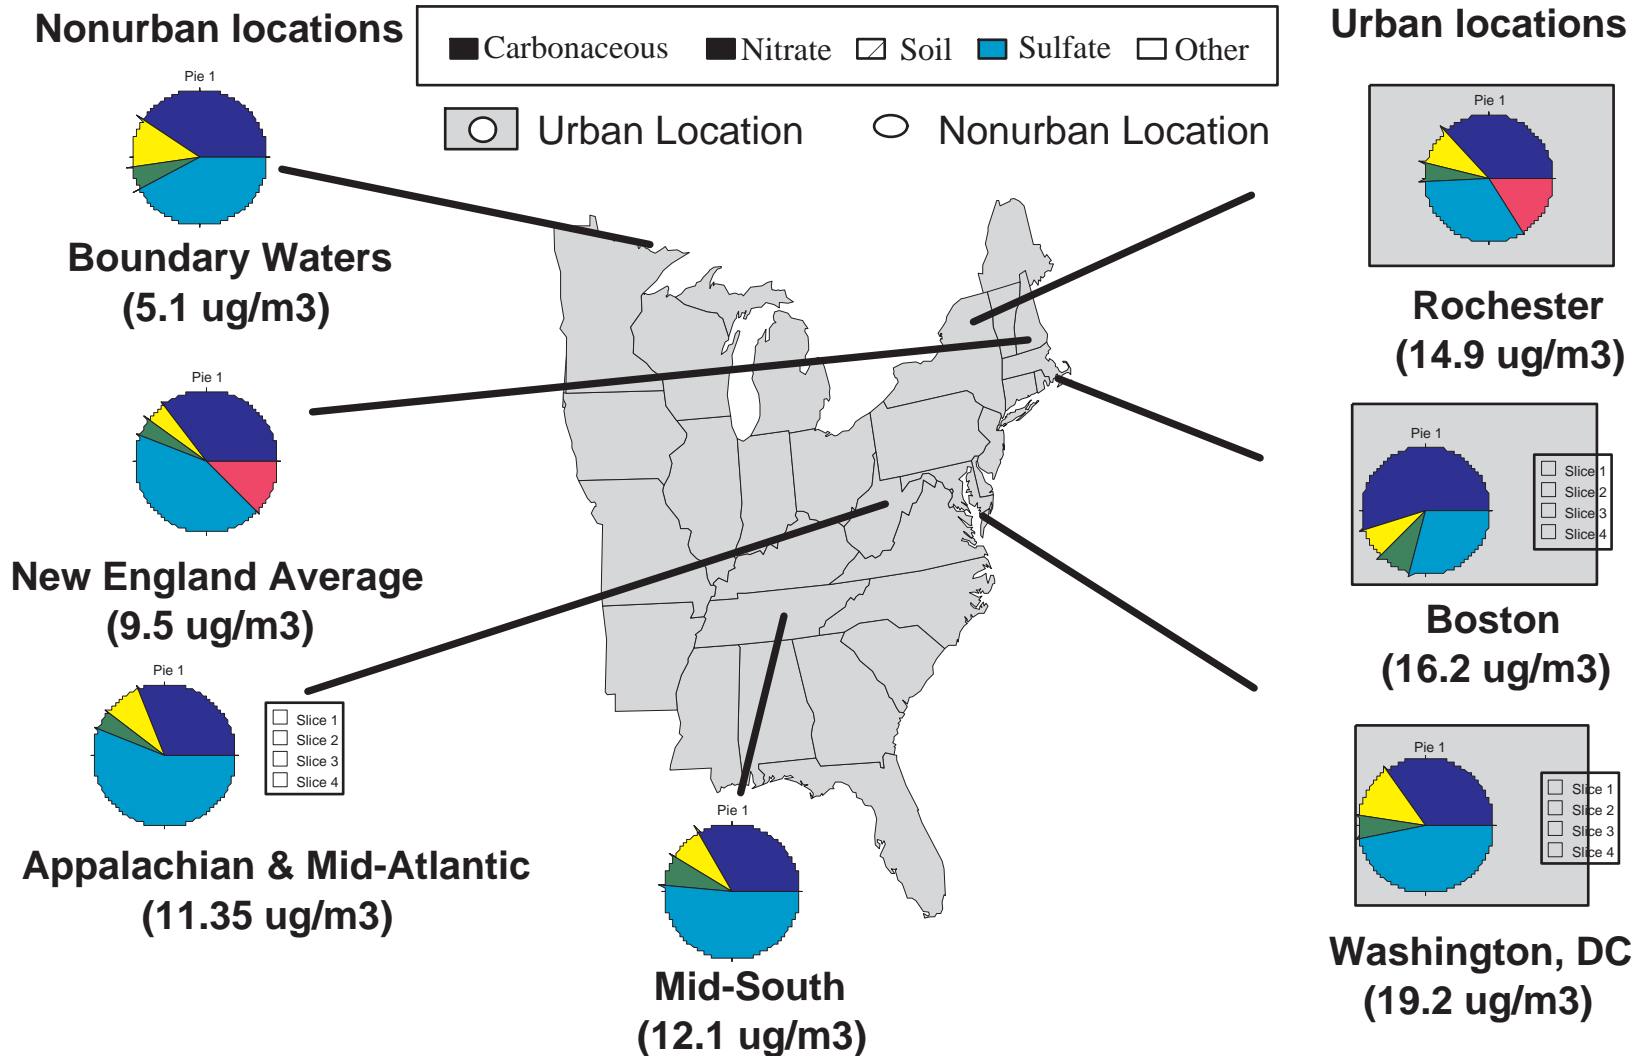 Nonurban locations
Carbonaceous Nitrate Soil Sulfate Other
Urban locations
Urban Location Nonurban Location
Pie 1
Boundary Waters
(5.1 ug/m3)
Pie 1
New England Average
(9.5 ug/m3)
Pie 1
Slice 1
Slice 2
Slice 3
Slice 4
Appalachian & Mid-Atlantic
(11.35 ug/m3)
Pie 1
Mid-South
(12.1 ug/m3)
Pie 1
Rochester
(14.9 ug/m3)
Pie 1
Slice 1
Slice 2
Slice 3
Slice 4
Boston
(16.2 ug/m3)
Pie 1
Slice 1
Slice 2
Slice 3
Slice 4
Washington, DC
(19.2 ug/m3)